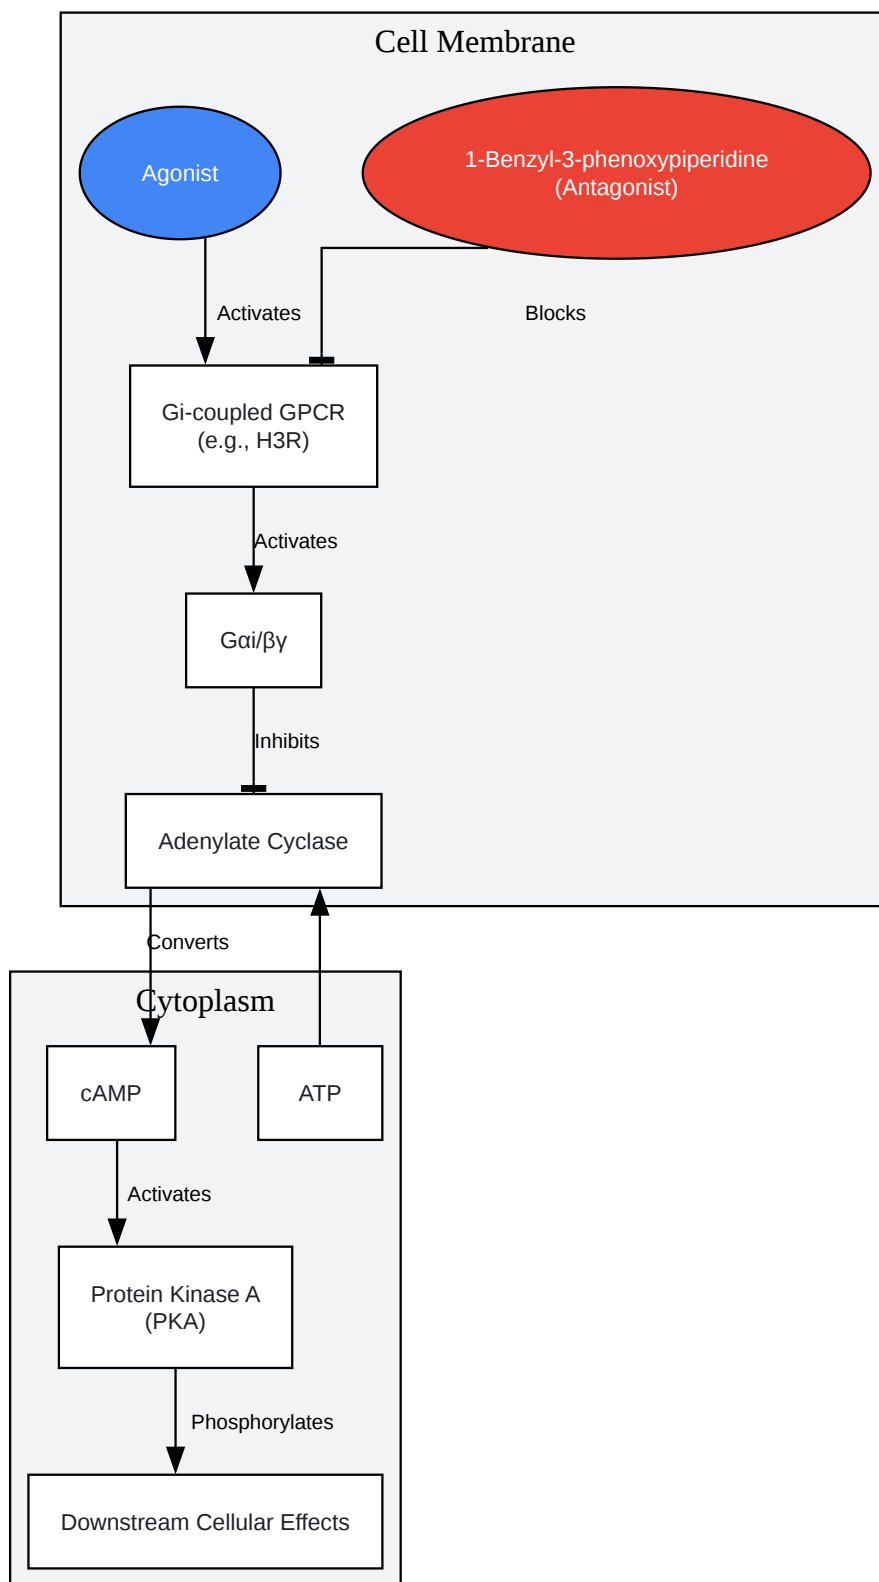 Cell Membrane
Agonist
1-Benzyl-3-phenoxypiperidine
(Antagonist)
Activates
Blocks
Gi-coupled GPCR
(e.g., H3R)
Activates
Gαi/βγ
Inhibits
Adenylate Cyclase
Converts
Cytoplasm
cAMP
ATP
Activates
Protein Kinase A
(PKA)
Phosphorylates
Downstream Cellular Effects